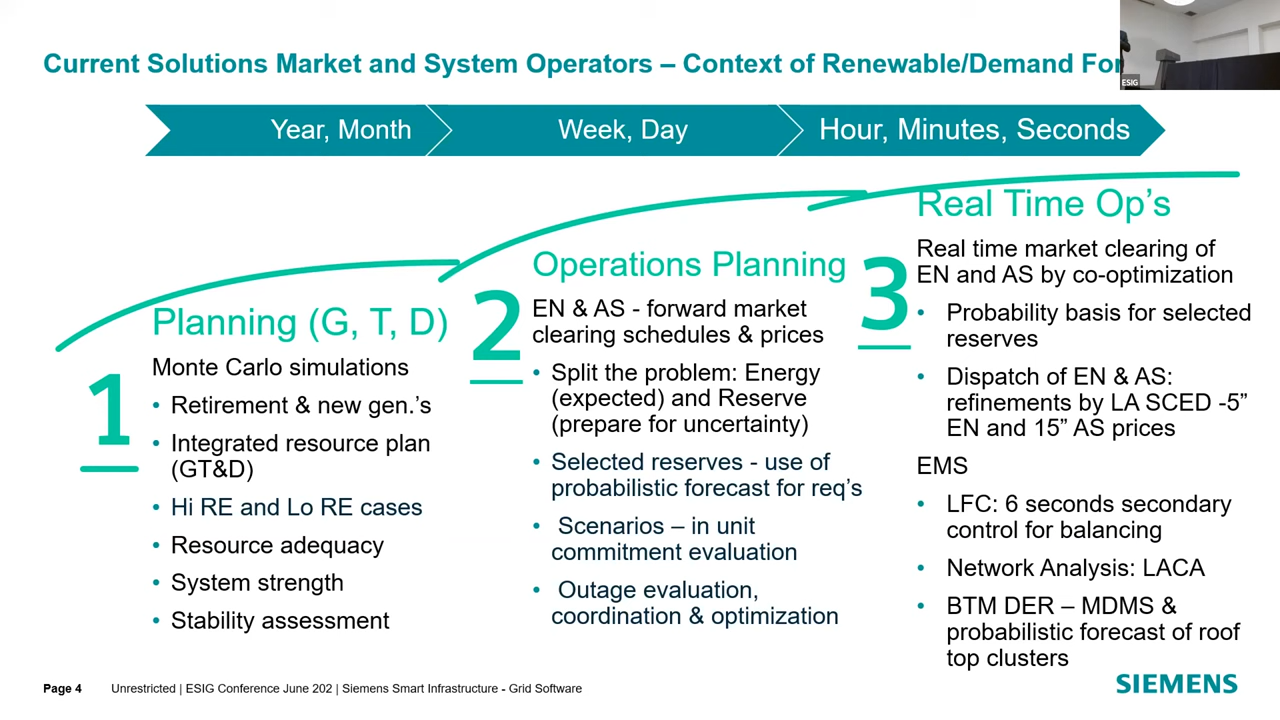 Current Solutions Market and System Operators – Context of Renewable/Demand For
ESIG
Year, Month
Week, Day
Hour, Minutes, Seconds
1
Planning (G, T, D)
Monte Carlo simulations
• Retirement & new gen.’s
• Integrated resource plan
(GT&D)
• Hi RE and Lo RE cases
• Resource adequacy
• System strength
• Stability assessment
2
Operations Planning
EN & AS - forward market
clearing schedules & prices
• Split the problem: Energy
(expected) and Reserve
(prepare for uncertainty)
• Selected reserves - use of
probabilistic forecast for req’s
• Scenarios – in unit
commitment evaluation
• Outage evaluation,
coordination & optimization
3
Real Time Op’s
Real time market clearing of
EN and AS by co-optimization
• Probability basis for selected
reserves
• Dispatch of EN & AS:
refinements by LA SCED -5”
EN and 15” AS prices
EMS
• LFC: 6 seconds secondary
control for balancing
• Network Analysis: LACA
• BTM DER – MDMS &
probabilistic forecast of roof
top clusters
Page 4 Unrestricted | ESIG Conference June 202 | Siemens Smart Infrastructure - Grid Software
SIEMENS